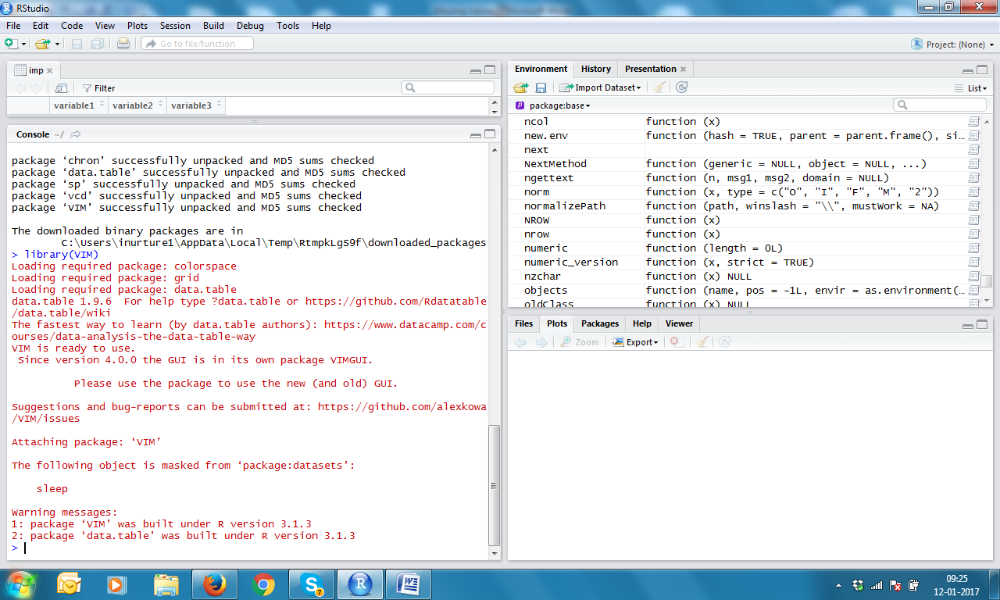 RStudio
File Edit Code View Plots Session Build Debug Tools Help
Go to file/function
Project: (None)
imp
Filter
variable1 variable2 variable3
Console ~/
package ‘chron’ successfully unpacked and MD5 sums checked
package ‘data.table’ successfully unpacked and MD5 sums checked
package ‘sp’ successfully unpacked and MD5 sums checked
package ‘vcd’ successfully unpacked and MD5 sums checked
package ‘VIM’ successfully unpacked and MD5 sums checked
The downloaded binary packages are in
C:\Users\inurture1\AppData\Local\Temp\RtmpkLgS9f\downloaded_packages
> library(VIM)
Loading required package: colorspace
Loading required package: grid
Loading required package: data.table
data.table 1.9.6 For help type ?data.table or https://github.com/Rdatatable
/data.table/wiki
The fastest way to learn (by data.table authors): https://www.datacamp.com/c
ourses/data-analysis-the-data-table-way
VIM is ready to use.
Since version 4.0.0 the GUI is in its own package VIMGUI.
Please use the package to use the new (and old) GUI.
Suggestions and bug-reports can be submitted at: https://github.com/alexkowa
/VIM/issues
Attaching package: ‘VIM’
The following object is masked from ‘package:datasets’:
sleep
Warning messages:
1: package ‘VIM’ was built under R version 3.1.3
2: package ‘data.table’ was built under R version 3.1.3
>
Environment History Presentation
Import Dataset List
package:base
ncol function (x)
new.env function (hash = TRUE, parent = parent.frame(), si…
next
NextMethod function (generic = NULL, object = NULL, ...)
ngettext function (n, msg1, msg2, domain = NULL)
norm function (x, type = c("O", "I", "F", "M", "2"))
normalizePath function (path, winslash = "\\", mustWork = NA)
NROW function (x)
nrow function (x)
numeric function (length = 0L)
numeric_version function (x, strict = TRUE)
nzchar function (x) NULL
objects function (name, pos = -1L, envir = as.environment(…
oldClass function (x) NULL
Files Plots Packages Help Viewer
Zoom Export
09:25
12-01-2017